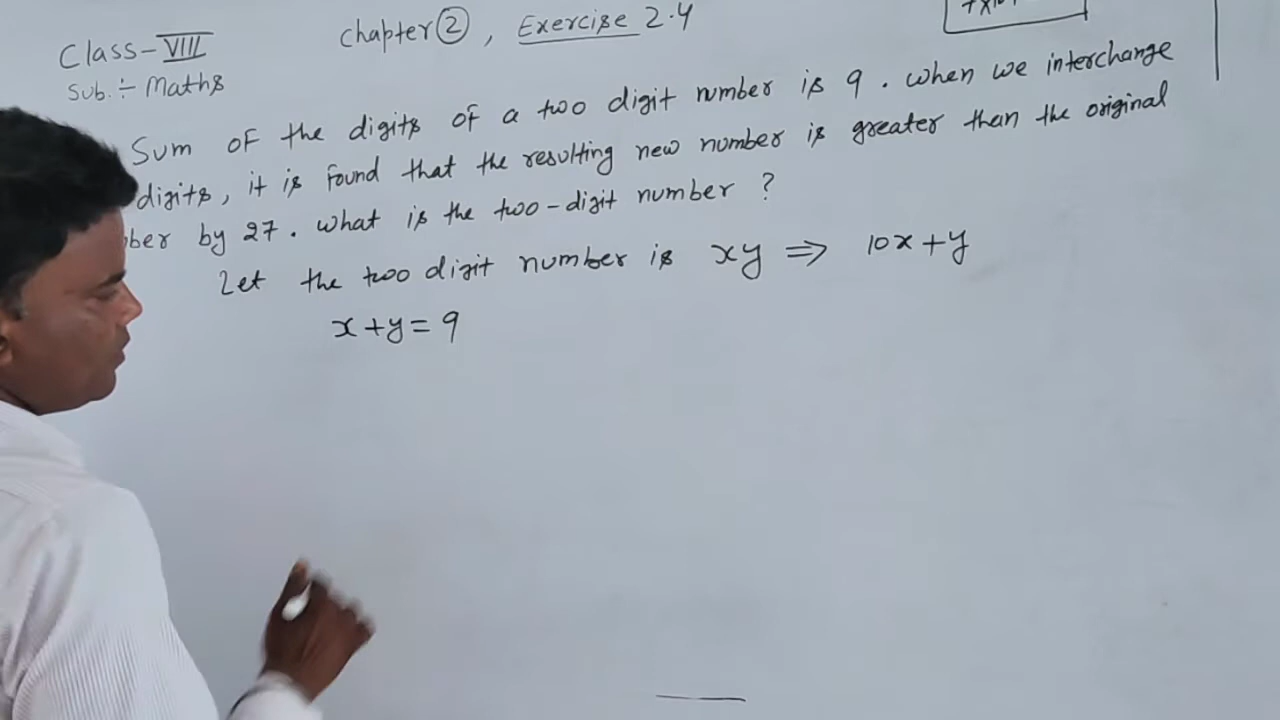 Class-VIII
Chapter 2, Exercise 2.4
Sub. ÷ Maths
Sum of the digits of a two digit number is 9. When we interchange
digits, it is found that the resulting new number is greater than the original
ber by 27. What is the two-digit number ?
Let the two digit number is xy ⇒ 10x+y
x+y=9